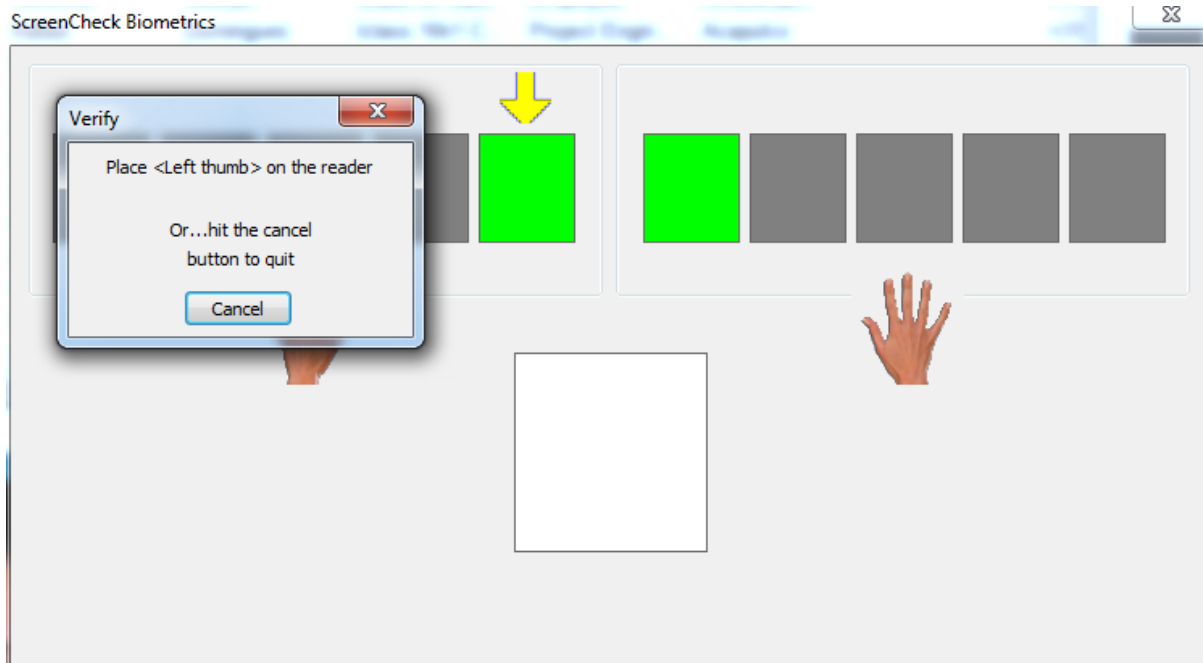 ScreenCheck Biometrics
Verify
Place <Left thumb> on the reader
Or...hit the cancel
button to quit
Cancel